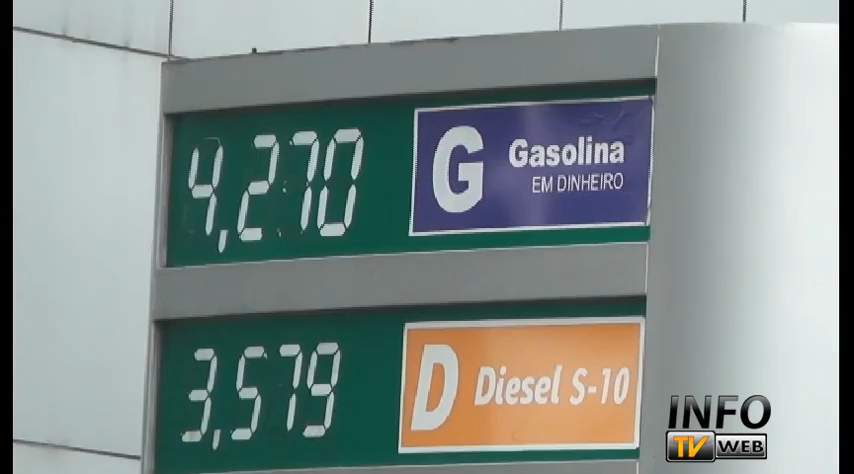 4,270
G Gasolina
EM DINHEIRO
3,579
D Diesel S-10
INFO
TV WEB